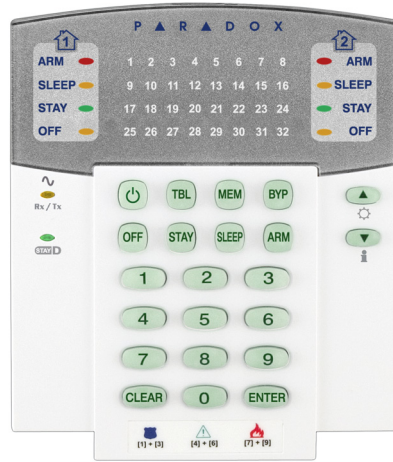 P ▲ R ▲ D O X
1 2
ARM 1 2 3 4 5 6 7 8 ARM
SLEEP 9 10 11 12 13 14 15 16 SLEEP
STAY 17 18 19 20 21 22 23 24 STAY
OFF 25 26 27 28 29 30 31 32 OFF
Rx / Tx
TBL MEM BYP
STAY D
OFF STAY SLEEP ARM
i
1 2 3
4 5 6
7 8 9
CLEAR 0 ENTER
[1] + [3] [4] + [6] [7] + [9]